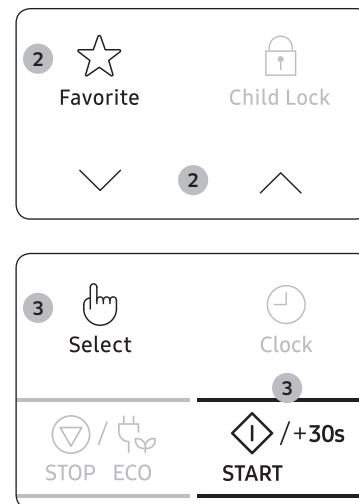 2
Favorite Child Lock
2
3
Select Clock
3
/ /+30s
STOP ECO START